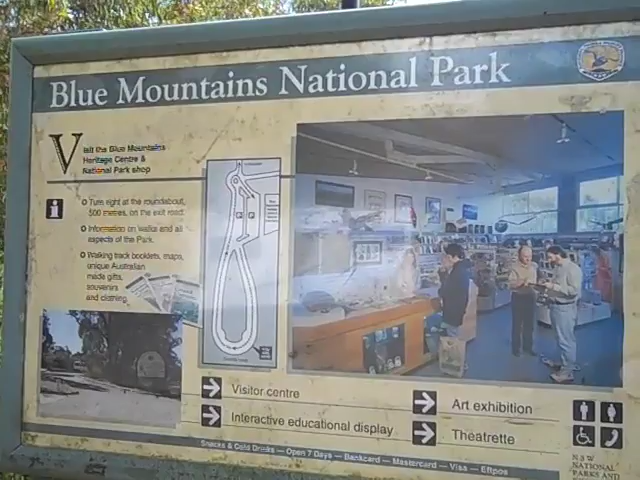 Blue Mountains National Park
Visit the Blue Mountains
Heritage Centre &
National Park shop
Turn right at the roundabout,
500 metres, on the exit road
Information on walks and all
aspects of the Park.
Walking track booklets, maps,
unique Australian
made gifts,
souvenirs
and clothing
Visitor centre
Interactive educational display
Art exhibition
Theatrette
Snacks & Cold Drinks — Open 7 Days — Bankcard — Mastercard — Visa — Eftpos
NSW
NATIONAL
PARKS AND